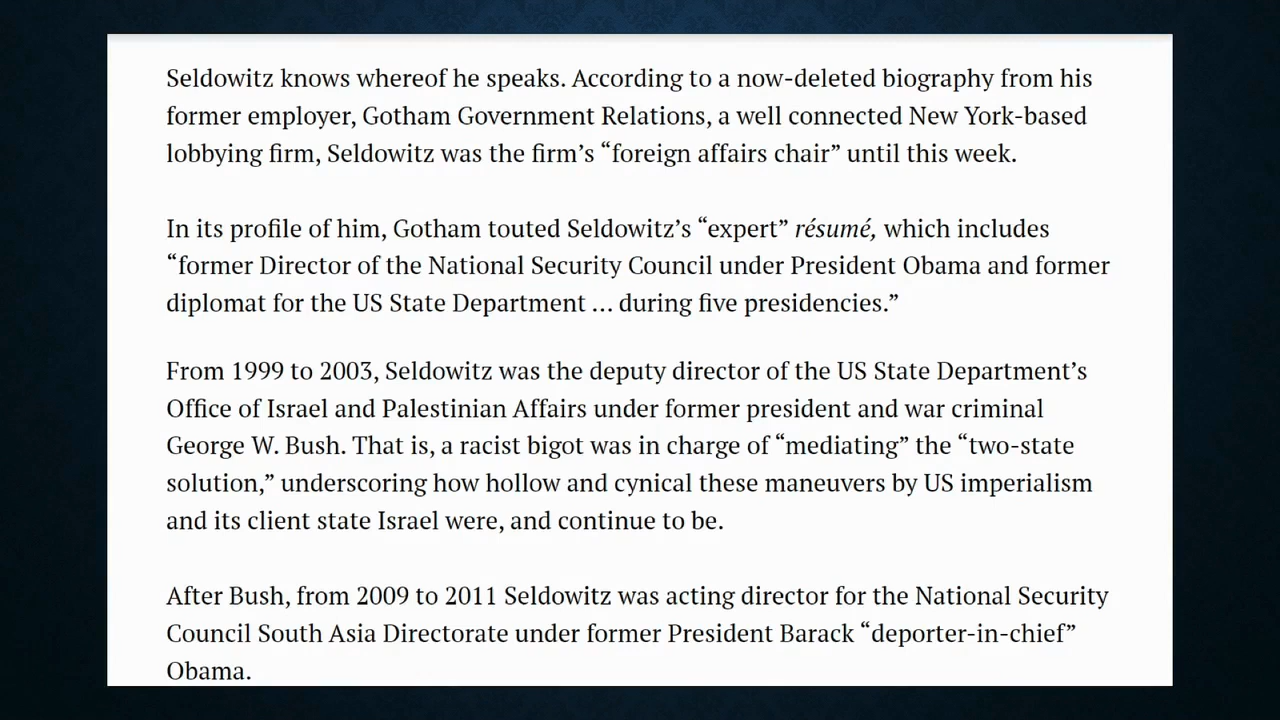 Seldowitz knows whereof he speaks. According to a now-deleted biography from his
former employer, Gotham Government Relations, a well connected New York-based
lobbying firm, Seldowitz was the firm’s “foreign affairs chair” until this week.
In its profile of him, Gotham touted Seldowitz’s “expert” résumé, which includes
“former Director of the National Security Council under President Obama and former
diplomat for the US State Department … during five presidencies.”
From 1999 to 2003, Seldowitz was the deputy director of the US State Department’s
Office of Israel and Palestinian Affairs under former president and war criminal
George W. Bush. That is, a racist bigot was in charge of “mediating” the “two-state
solution,” underscoring how hollow and cynical these maneuvers by US imperialism
and its client state Israel were, and continue to be.
After Bush, from 2009 to 2011 Seldowitz was acting director for the National Security
Council South Asia Directorate under former President Barack “deporter-in-chief”
Obama.